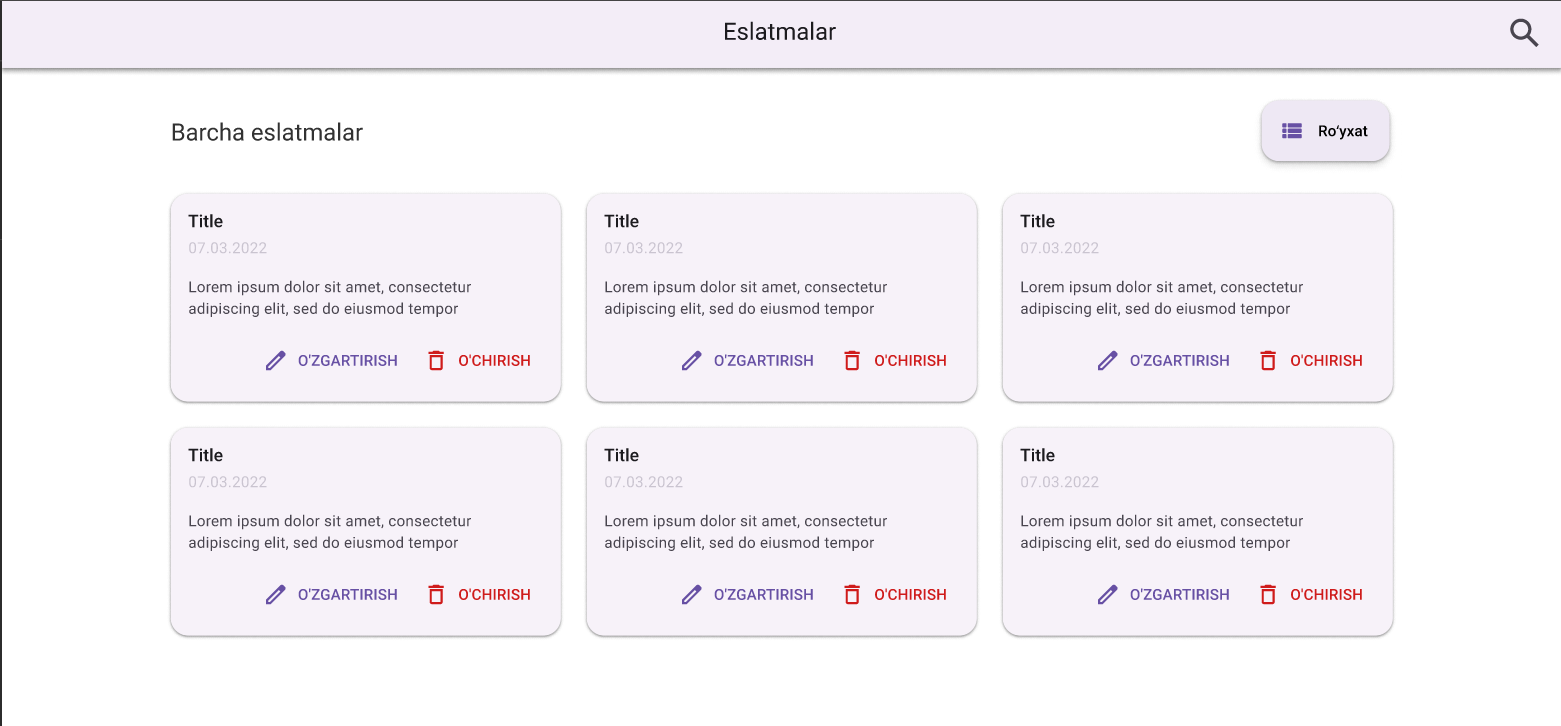 Eslatmalar
Barcha eslatmalar
Ro‘yxat
Title
07.03.2022
Lorem ipsum dolor sit amet, consectetur
adipiscing elit, sed do eiusmod tempor
O'ZGARTIRISH
O'CHIRISH
Title
07.03.2022
Lorem ipsum dolor sit amet, consectetur
adipiscing elit, sed do eiusmod tempor
O'ZGARTIRISH
O'CHIRISH
Title
07.03.2022
Lorem ipsum dolor sit amet, consectetur
adipiscing elit, sed do eiusmod tempor
O'ZGARTIRISH
O'CHIRISH
Title
07.03.2022
Lorem ipsum dolor sit amet, consectetur
adipiscing elit, sed do eiusmod tempor
O'ZGARTIRISH
O'CHIRISH
Title
07.03.2022
Lorem ipsum dolor sit amet, consectetur
adipiscing elit, sed do eiusmod tempor
O'ZGARTIRISH
O'CHIRISH
Title
07.03.2022
Lorem ipsum dolor sit amet, consectetur
adipiscing elit, sed do eiusmod tempor
O'ZGARTIRISH
O'CHIRISH